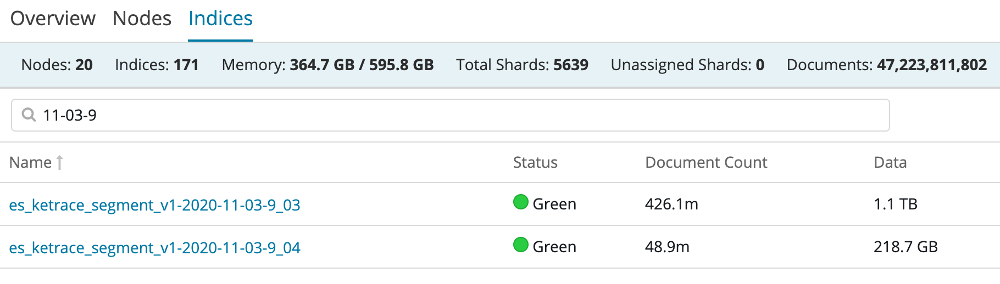 Overview Nodes Indices
Nodes: 20 Indices: 171 Memory: 364.7 GB / 595.8 GB Total Shards: 5639 Unassigned Shards: 0 Documents: 47,223,811,802
11-03-9
Name↑ Status Document Count Data
es_ketrace_segment_v1-2020-11-03-9_03 Green 426.1m 1.1 TB
es_ketrace_segment_v1-2020-11-03-9_04 Green 48.9m 218.7 GB